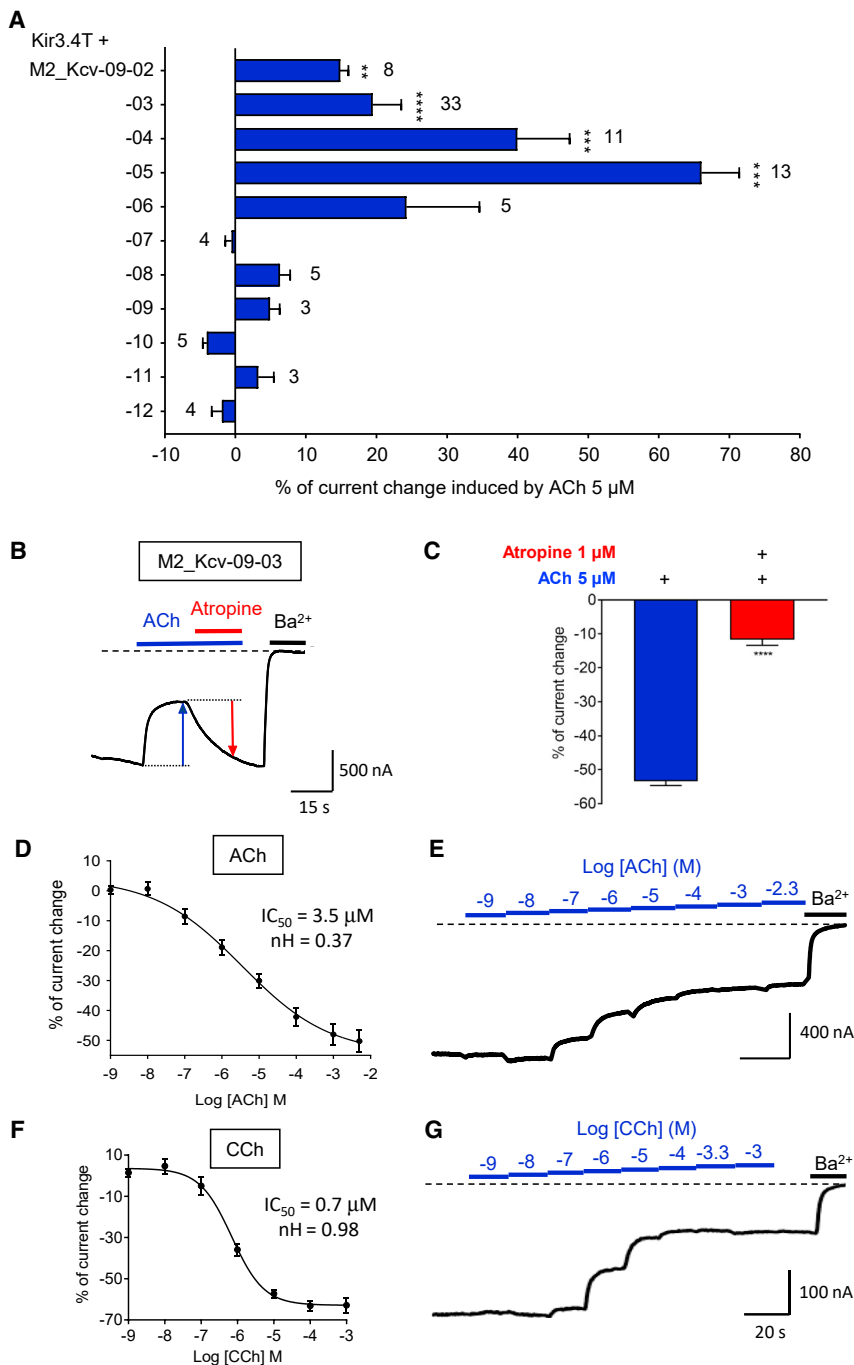 A
Kir3.4T +
M2_Kcv-09-02
** 8
-03
**** 33
-04
*** 11
-05
*** 13
-06
5
-07
4
-08
5
-09
3
-10
5
-11
3
-12
4
-10 0 10 20 30 40 50 60 70 80
% of current change induced by ACh 5 µM
B
M2_Kcv-09-03
Atropine
ACh
Ba2+
500 nA
15 s
C
Atropine 1 µM +
ACh 5 µM + +
0
-10
-20
-30
-40
-50
-60
% of current change
****
D
ACh
10
0
-10
-20
-30
-40
-50
% of current change
IC50 = 3.5 µM
nH = 0.37
-9 -8 -7 -6 -5 -4 -3 -2
Log [ACh] M
E
Log [ACh] (M)
-9 -8 -7 -6 -5 -4 -3 -2.3
Ba2+
400 nA
F
CCh
10
-10
-30
-50
-70
% of current change
IC50 = 0.7 µM
nH = 0.98
-9 -8 -7 -6 -5 -4 -3
Log [CCh] M
G
Log [CCh] (M)
-9 -8 -7 -6 -5 -4 -3.3 -3
Ba2+
100 nA
20 s